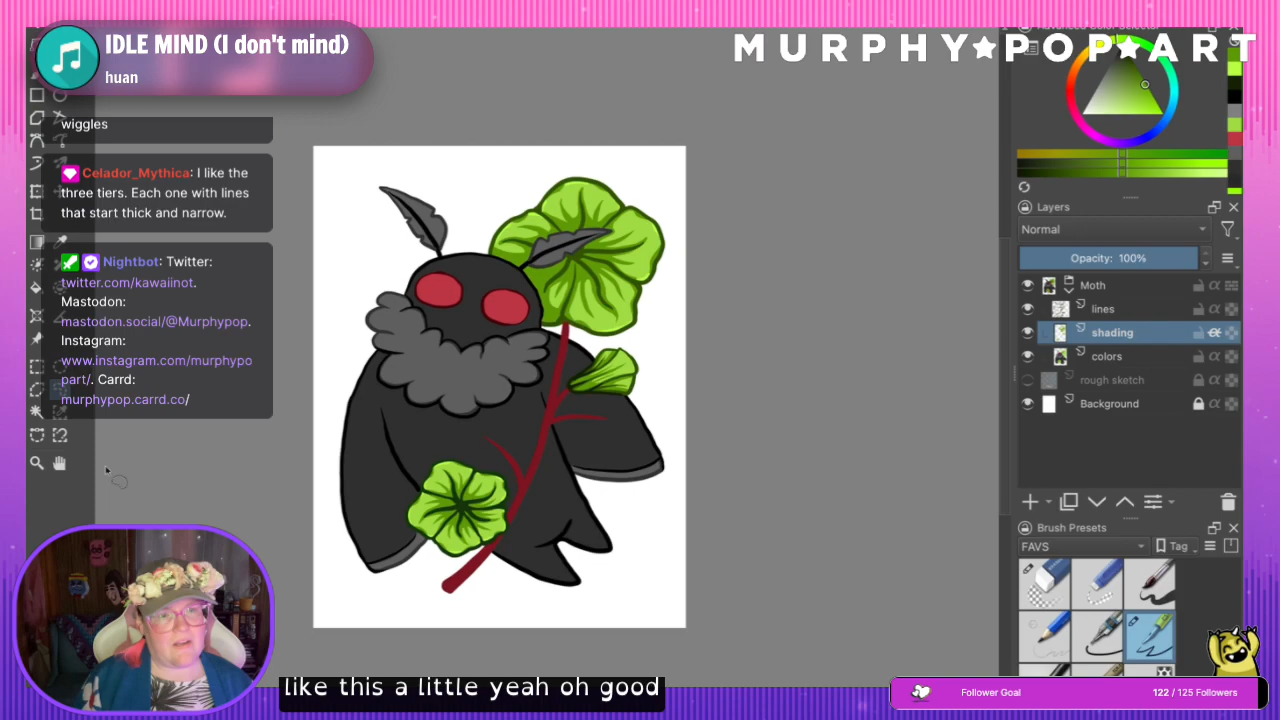 IDLE MIND (I don't mind)
huan
MURPHY★POP★ART
wiggles
Celador_Mythica: I like the
three tiers. Each one with lines
that start thick and narrow.
Nightbot: Twitter:
twitter.com/kawaiinot.
Mastodon:
mastodon.social/@Murphypop.
Instagram:
www.instagram.com/murphypo
part/. Carrd:
murphypop.carrd.co/
Advanced Color Selector
Layers
Normal
Opacity: 100%
Moth
lines
shading
colors
rough sketch
Background
Brush Presets
FAVS
Tag
like this a little yeah oh good
Follower Goal
122 / 125 Followers